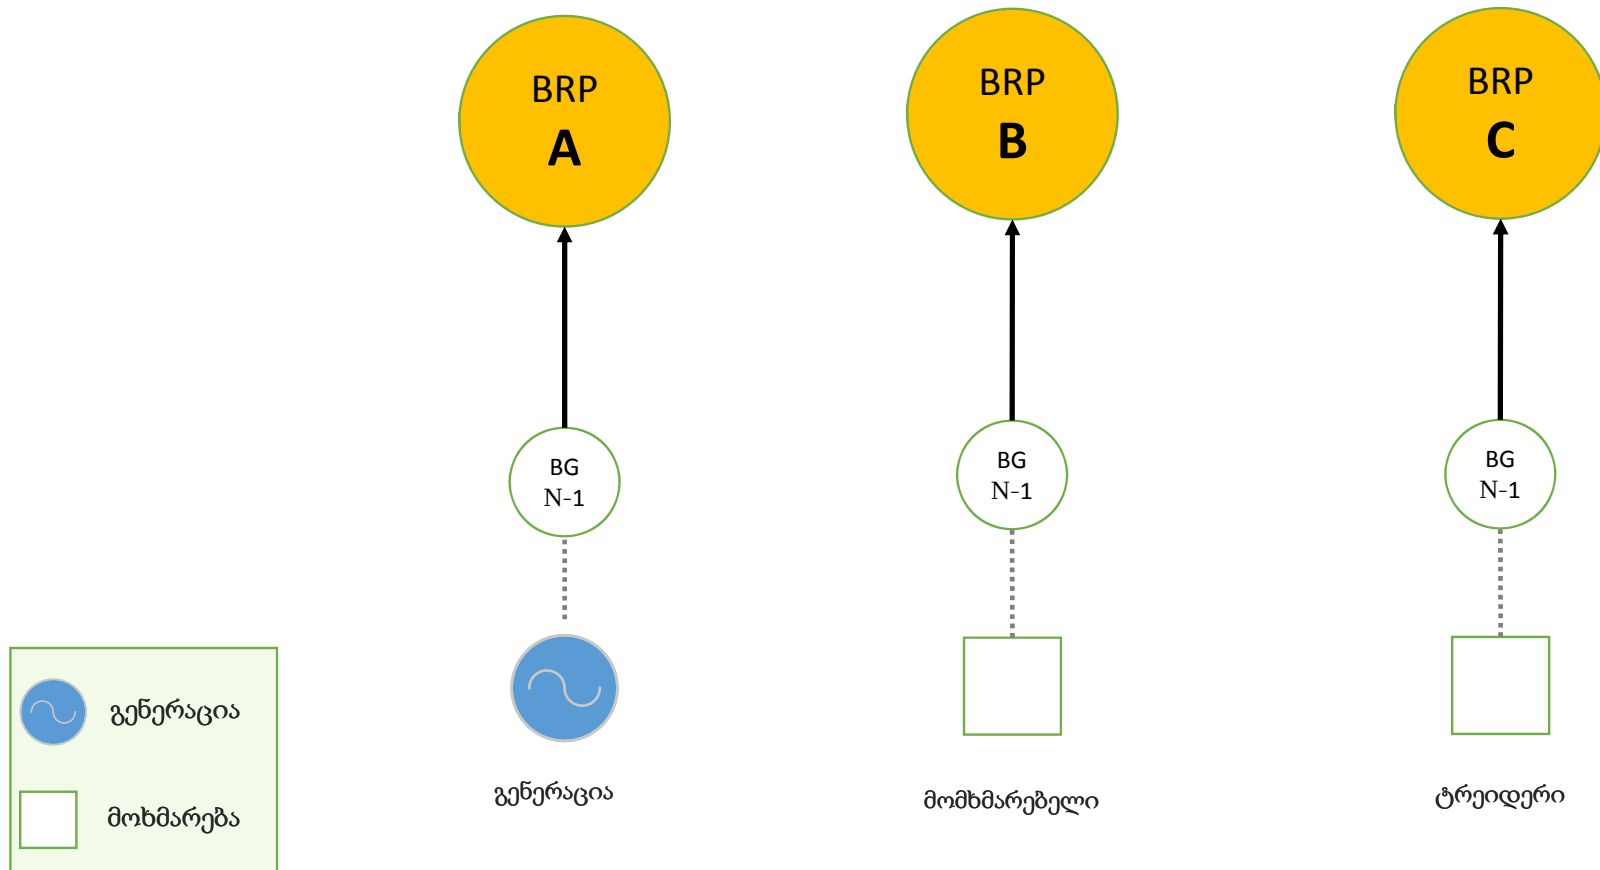 BRP
A
BRP
B
BRP
C
BG
N-1
BG
N-1
BG
N-1
გენერაცია
მოხმარება
გენერაცია
მომხმარებელი
ტრეიდერი